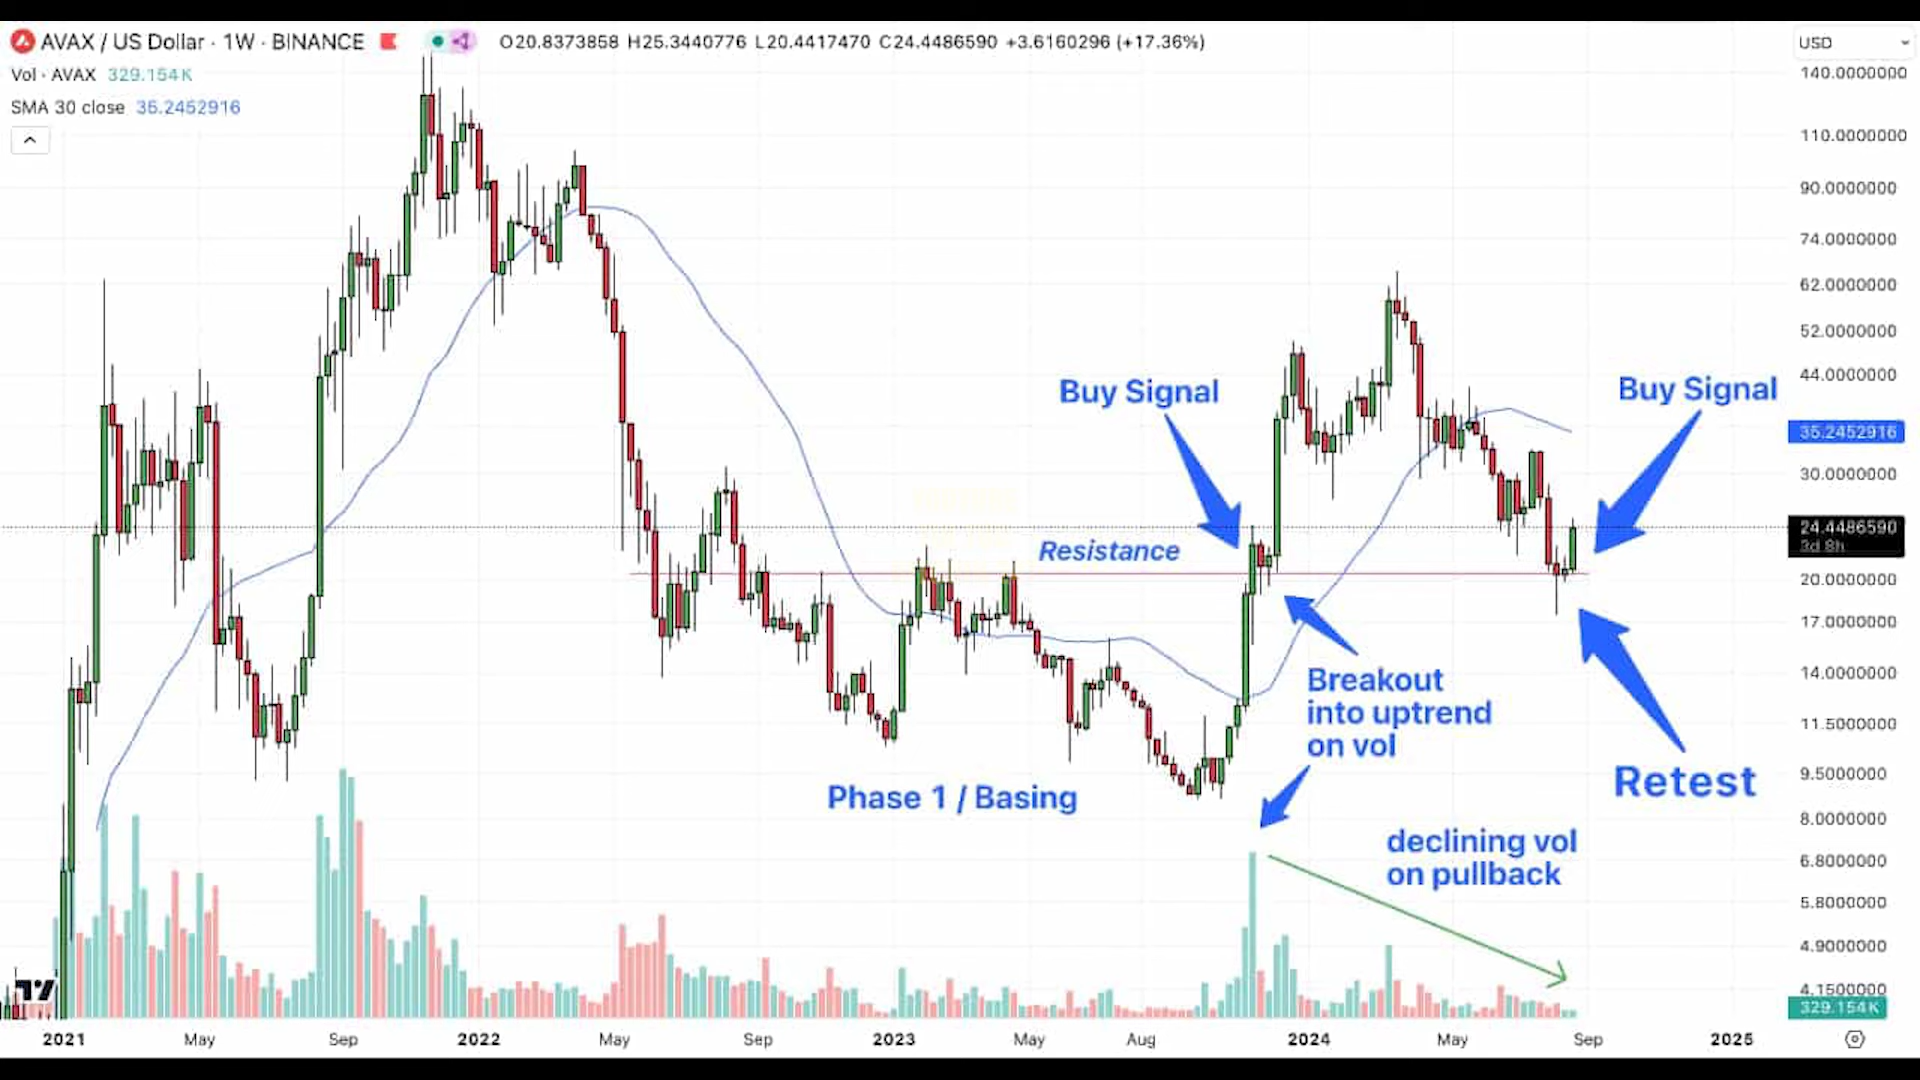 AVAX / US Dollar · 1W · BINANCE O20.8373858 H25.3440776 L20.4417470 C24.4486590 +3.6160296 (+17.36%)
USD
Vol · AVAX 329.154K
SMA 30 close 35.2452916
140.0000000
110.0000000
90.0000000
74.0000000
62.0000000
52.0000000
44.0000000
35.2452916
30.0000000
24.4486590
3d 8h
20.0000000
17.0000000
14.0000000
11.5000000
9.5000000
8.0000000
6.8000000
5.8000000
4.9000000
4.1500000
329.154K
Buy Signal
Buy Signal
Resistance
Breakout
into uptrend
on vol
Phase 1 / Basing
Retest
declining vol
on pullback
2021 May Sep 2022 May Sep 2023 May Aug 2024 May Sep 2025